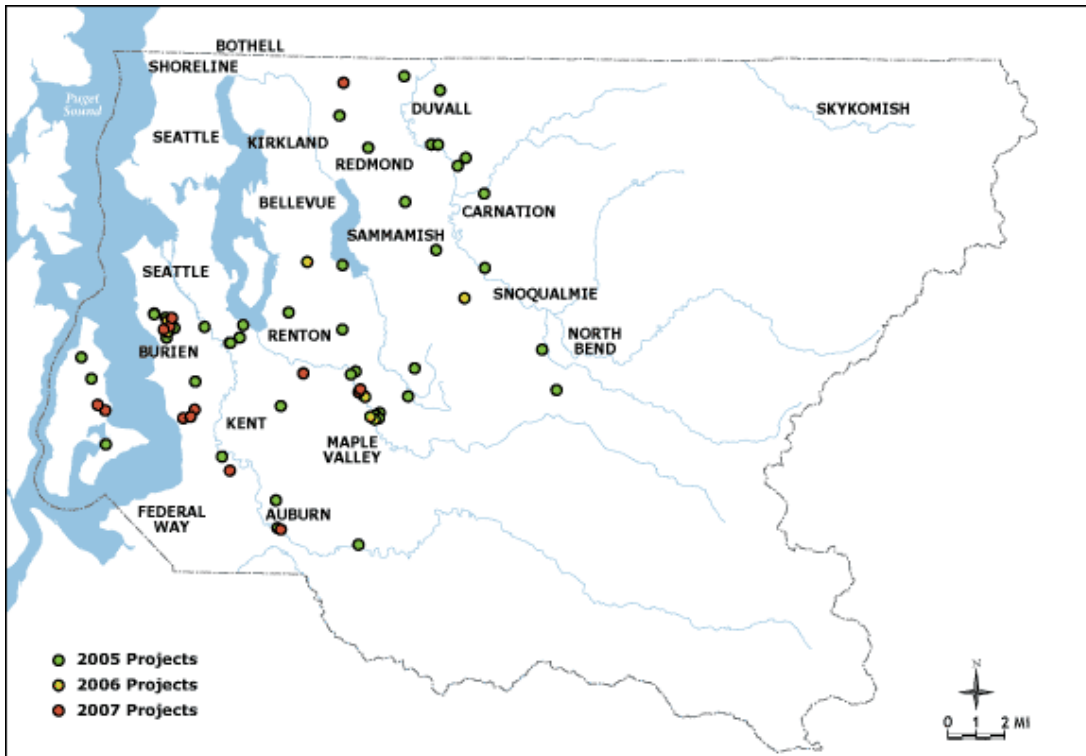 BOTHELL
SHORELINE
Puget
Sound
DUVALL
SKYKOMISH
SEATTLE
KIRKLAND
REDMOND
BELLEVUE
CARNATION
SAMMAMISH
SEATTLE
SNOQUALMIE
RENTON
NORTH
BEND
BURIEN
KENT
MAPLE
VALLEY
FEDERAL
WAY
AUBURN
2005 Projects
2006 Projects
2007 Projects
N
0 1 2 MI